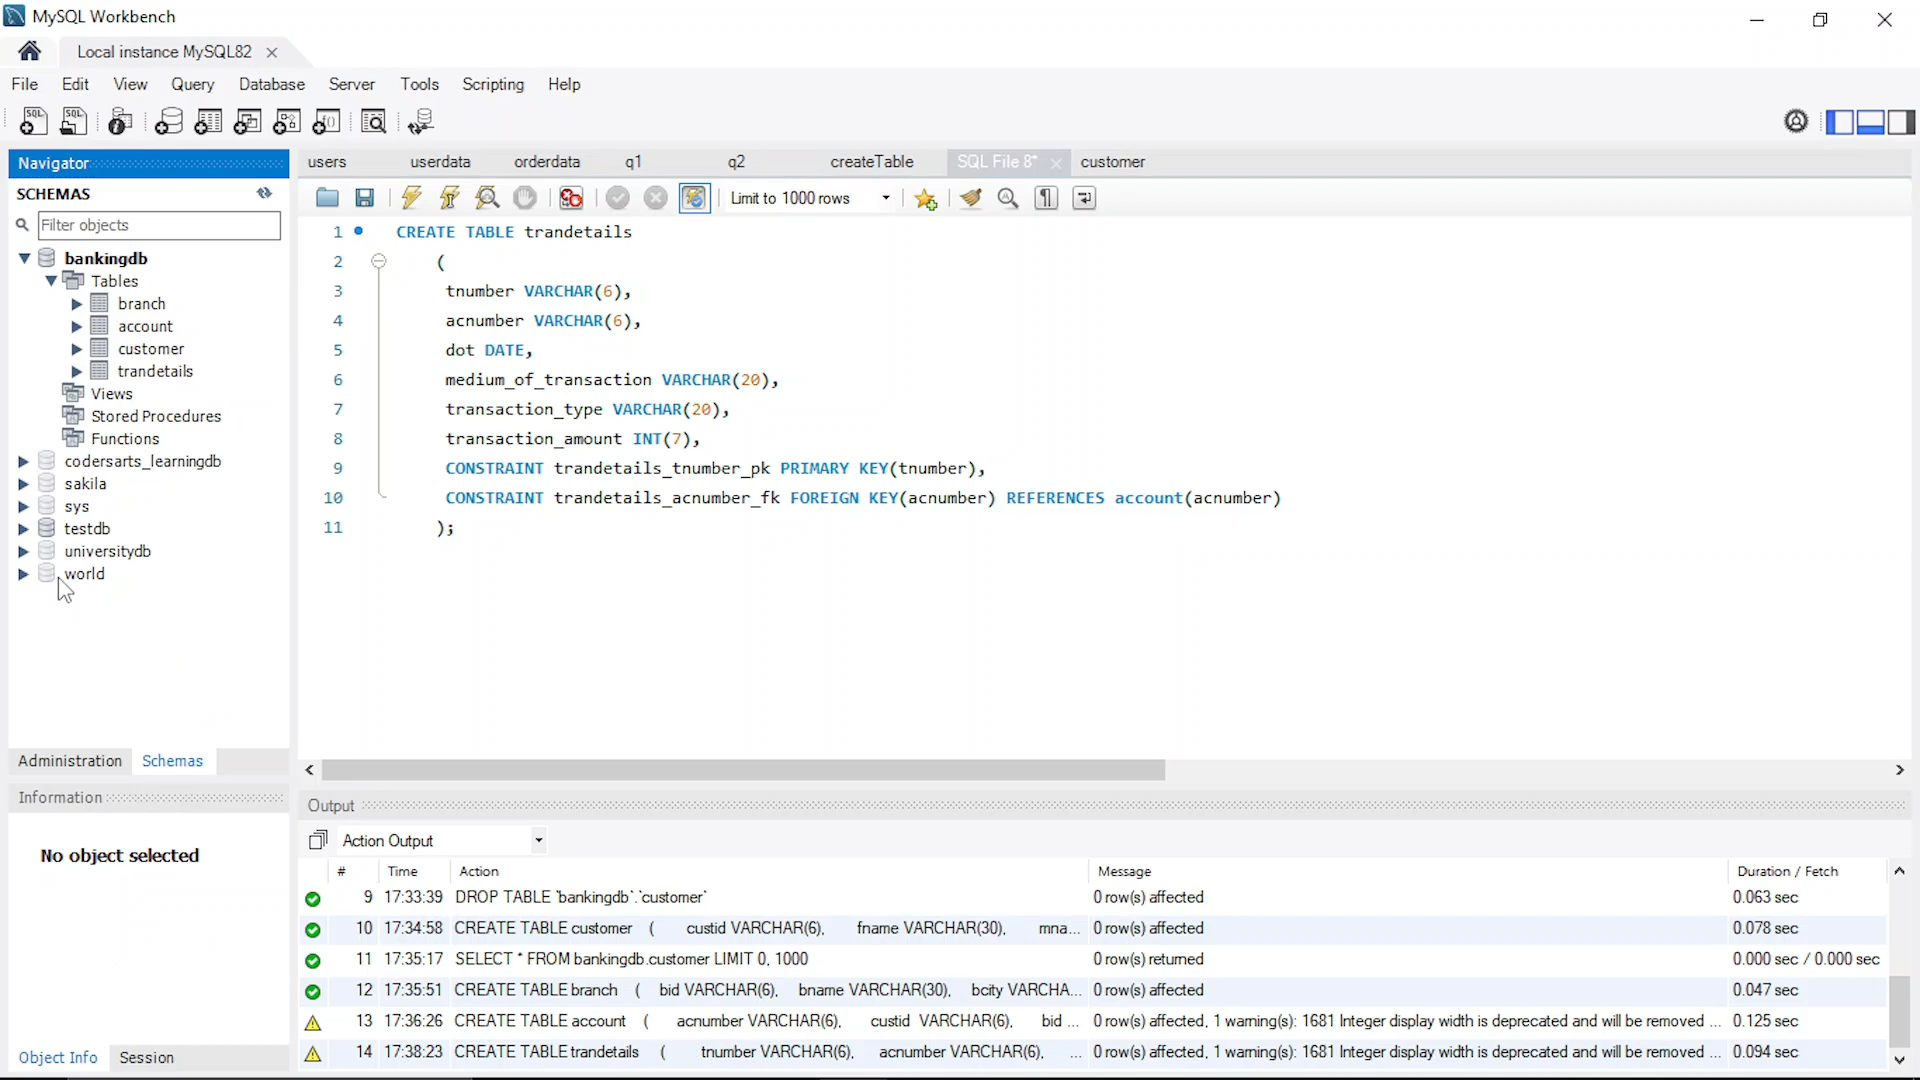 MySQL Workbench
Local instance MySQL82
File Edit View Query Database Server Tools Scripting Help
Navigator
SCHEMAS
Filter objects
bankingdb
Tables
branch
account
customer
trandetails
Views
Stored Procedures
Functions
codersarts_learningdb
sakila
sys
testdb
universitydb
world
Administration Schemas
Information
No object selected
Object Info Session
users userdata orderdata q1 q2 createTable SQL File 8* customer
Limit to 1000 rows
1 CREATE TABLE trandetails
2 (
3 tnumber VARCHAR(6),
4 acnumber VARCHAR(6),
5 dot DATE,
6 medium_of_transaction VARCHAR(20),
7 transaction_type VARCHAR(20),
8 transaction_amount INT(7),
9 CONSTRAINT trandetails_tnumber_pk PRIMARY KEY(tnumber),
10 CONSTRAINT trandetails_acnumber_fk FOREIGN KEY(acnumber) REFERENCES account(acnumber)
11 );
Output
Action Output
# Time Action Message Duration / Fetch
9 17:33:39 DROP TABLE `bankingdb`.`customer` 0 row(s) affected 0.063 sec
10 17:34:58 CREATE TABLE customer ( custid VARCHAR(6), fname VARCHAR(30), mna... 0 row(s) affected 0.078 sec
11 17:35:17 SELECT * FROM bankingdb.customer LIMIT 0, 1000 0 row(s) returned 0.000 sec / 0.000 sec
12 17:35:51 CREATE TABLE branch ( bid VARCHAR(6), bname VARCHAR(30), bcity VARCHA... 0 row(s) affected 0.047 sec
13 17:36:26 CREATE TABLE account ( acnumber VARCHAR(6), custid VARCHAR(6), bid ... 0 row(s) affected, 1 warning(s): 1681 Integer display width is deprecated and will be removed ... 0.125 sec
14 17:38:23 CREATE TABLE trandetails ( tnumber VARCHAR(6), acnumber VARCHAR(6), ... 0 row(s) affected, 1 warning(s): 1681 Integer display width is deprecated and will be removed ... 0.094 sec